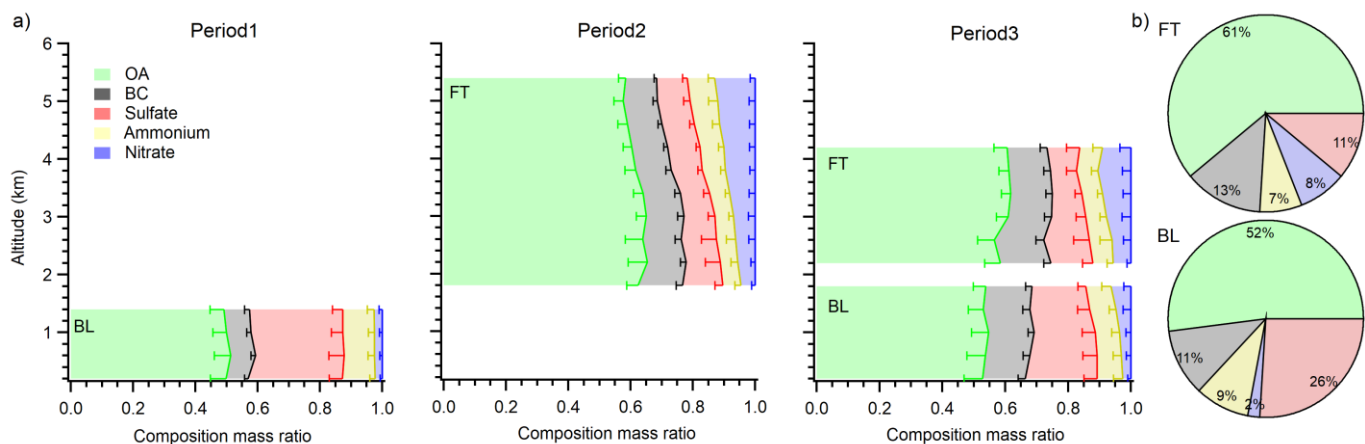 a)
Period1
Period2
Period3
b)
6
5
4
3
2
1
Altitude (km)
OA
BC
Sulfate
Ammonium
Nitrate
BL
0.0 0.2 0.4 0.6 0.8 1.0
Composition mass ratio
FT
0.0 0.2 0.4 0.6 0.8 1.0
Composition mass ratio
FT
BL
0.0 0.2 0.4 0.6 0.8 1.0
Composition mass ratio
FT
61%
11%
8%
7%
13%
BL
52%
11%
9%
2%
26%